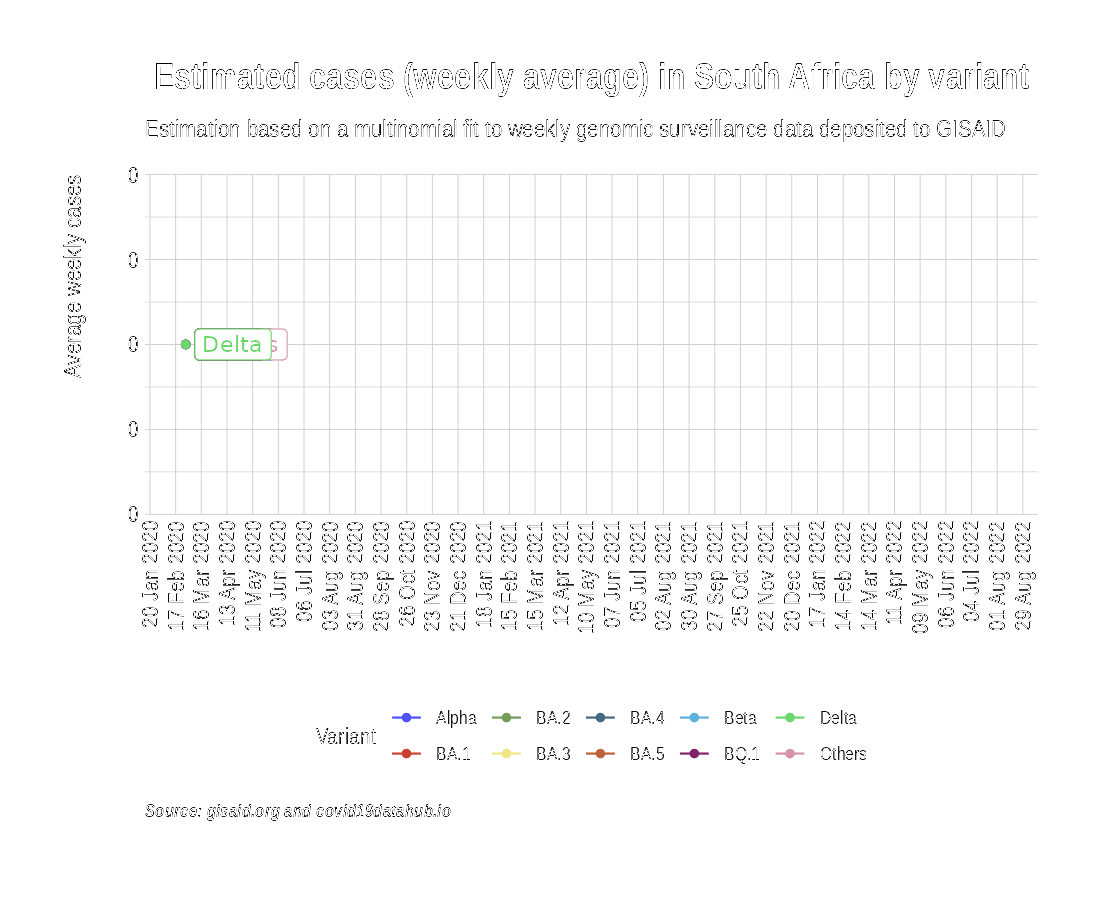 Estimated cases (weekly average) in South Africa by variant
Estimation based on a multinomial fit to weekly genomic surveillance data deposited to GISAID
Average weekly cases
0
0
0
0
0
Delta
s
20 Jan 2020
17 Feb 2020
16 Mar 2020
13 Apr 2020
11 May 2020
08 Jun 2020
06 Jul 2020
03 Aug 2020
31 Aug 2020
28 Sep 2020
26 Oct 2020
23 Nov 2020
21 Dec 2020
18 Jan 2021
15 Feb 2021
15 Mar 2021
12 Apr 2021
10 May 2021
07 Jun 2021
05 Jul 2021
02 Aug 2021
30 Aug 2021
27 Sep 2021
25 Oct 2021
22 Nov 2021
20 Dec 2021
17 Jan 2022
14 Feb 2022
14 Mar 2022
11 Apr 2022
09 May 2022
06 Jun 2022
04 Jul 2022
01 Aug 2022
29 Aug 2022
Variant
Alpha BA.2 BA.4 Beta Delta
BA.1 BA.3 BA.5 BQ.1 Others
Source: gisaid.org and covid19datahub.io